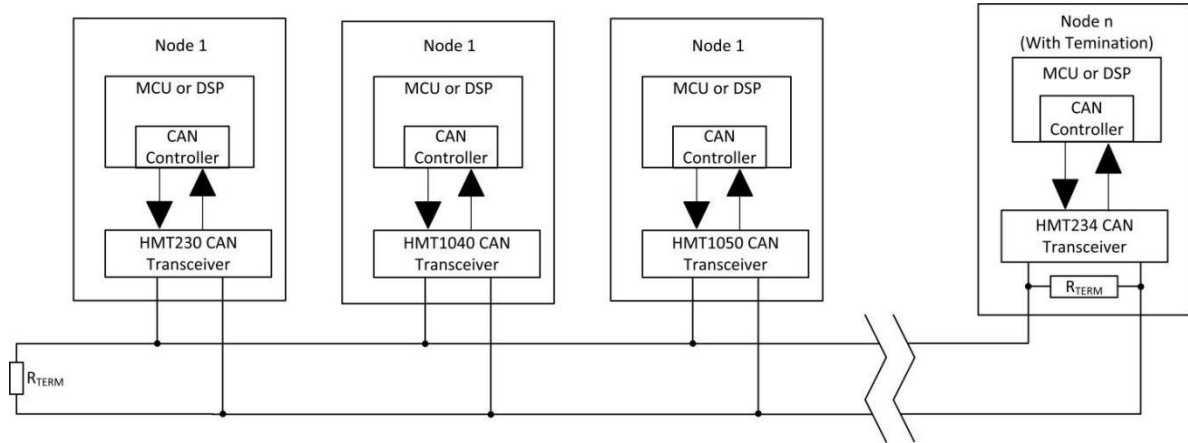 Node 1
MCU or DSP
CAN
Controller
HMT230 CAN
Transceiver
Node 1
MCU or DSP
CAN
Controller
HMT1040 CAN
Transceiver
Node 1
MCU or DSP
CAN
Controller
HMT1050 CAN
Transceiver
Node n
(With Temination)
MCU or DSP
CAN
Controller
HMT234 CAN
Transceiver
RTERM
RTERM